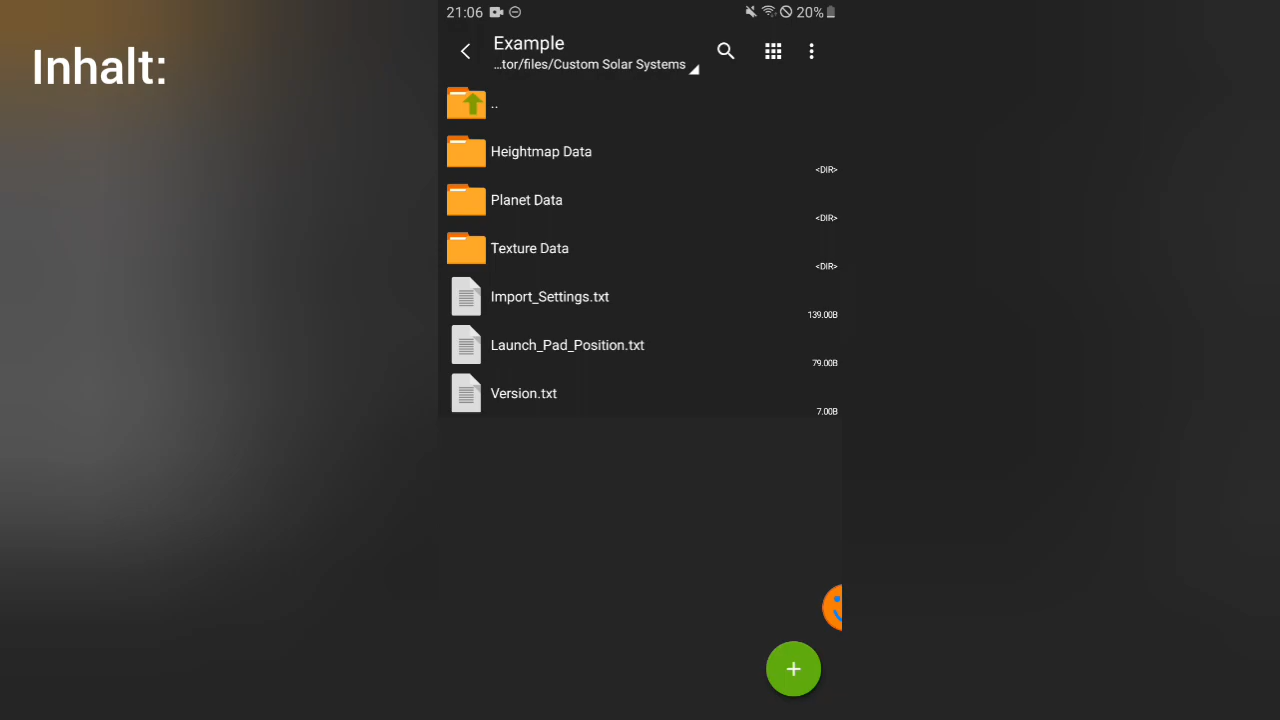 Inhalt:
21:06
20%
Example
...tor/files/Custom Solar Systems
..
Heightmap Data
<DIR>
Planet Data
<DIR>
Texture Data
<DIR>
Import_Settings.txt
139.00B
Launch_Pad_Position.txt
79.00B
Version.txt
7.00B